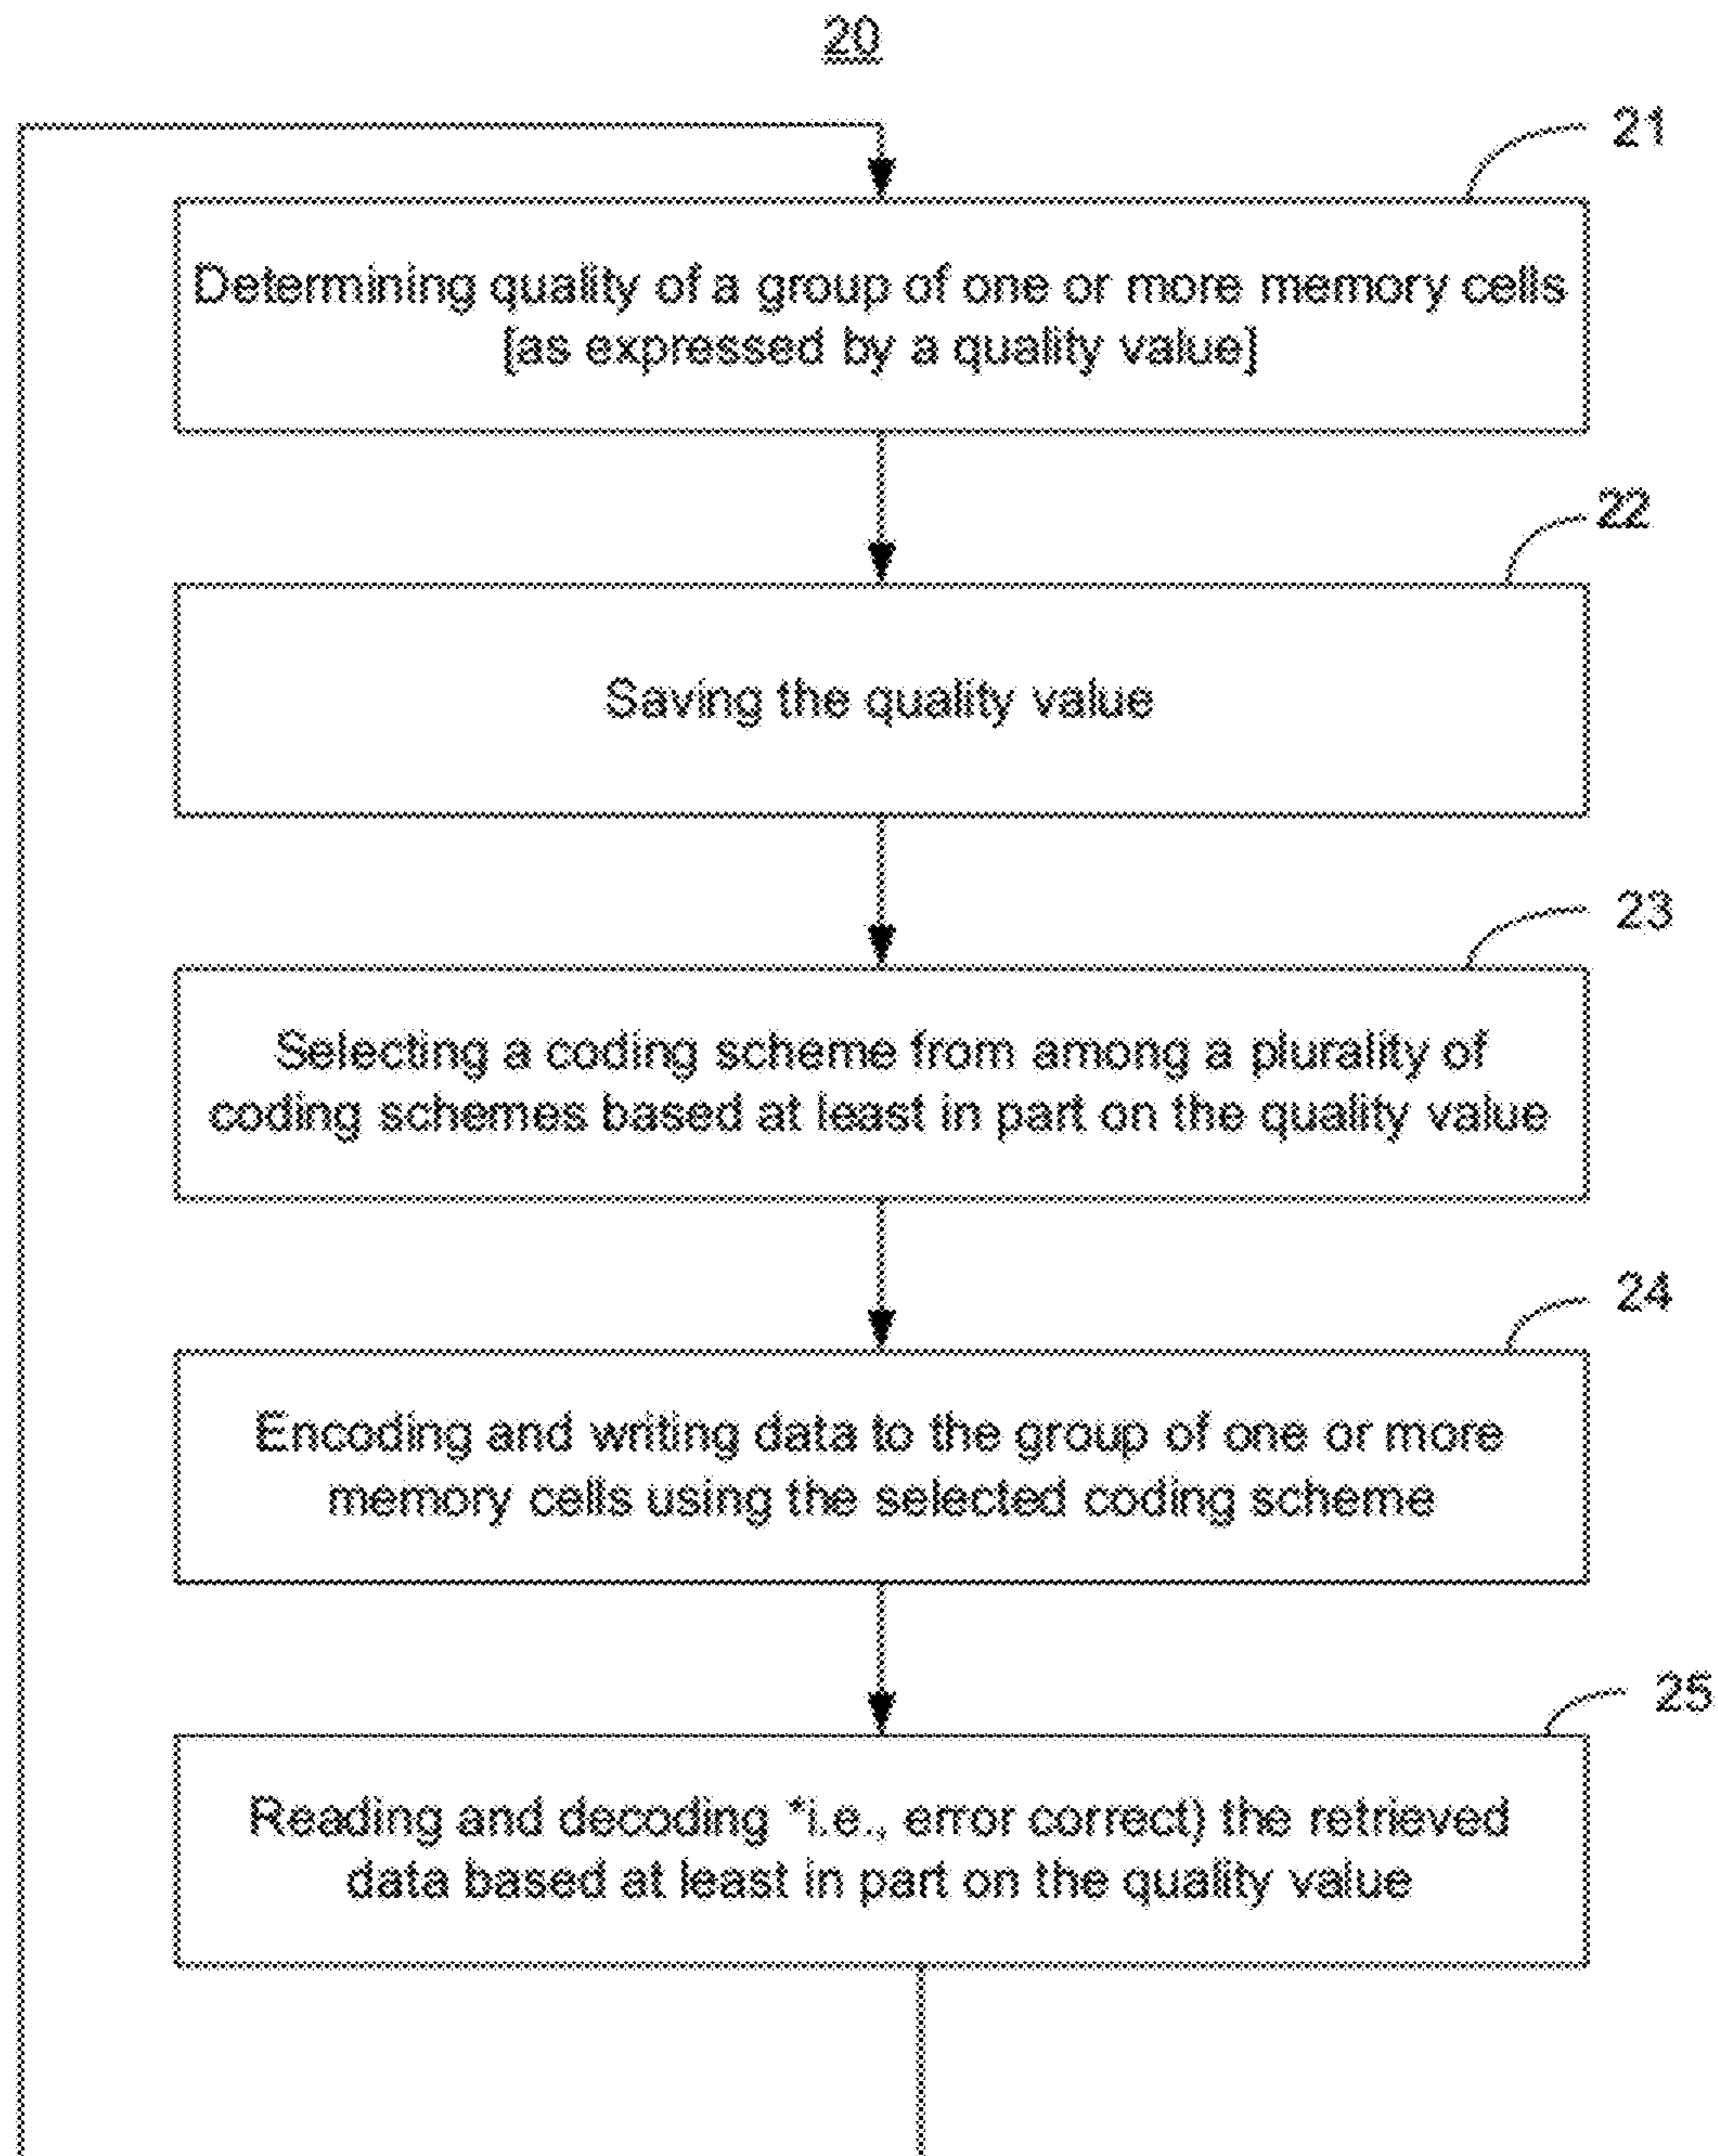 20
21
Determining quality of a group of one or more memory cells
[as expressed by a quality value]
22
Saving the quality value
23
Selecting a coding scheme from among a plurality of
coding schemes based at least in part on the quality value
24
Encoding and writing data to the group of one or more
memory cells using the selected coding scheme
25
Reading and decoding *i.e., error correct) the retrieved
data based at least in part on the quality value